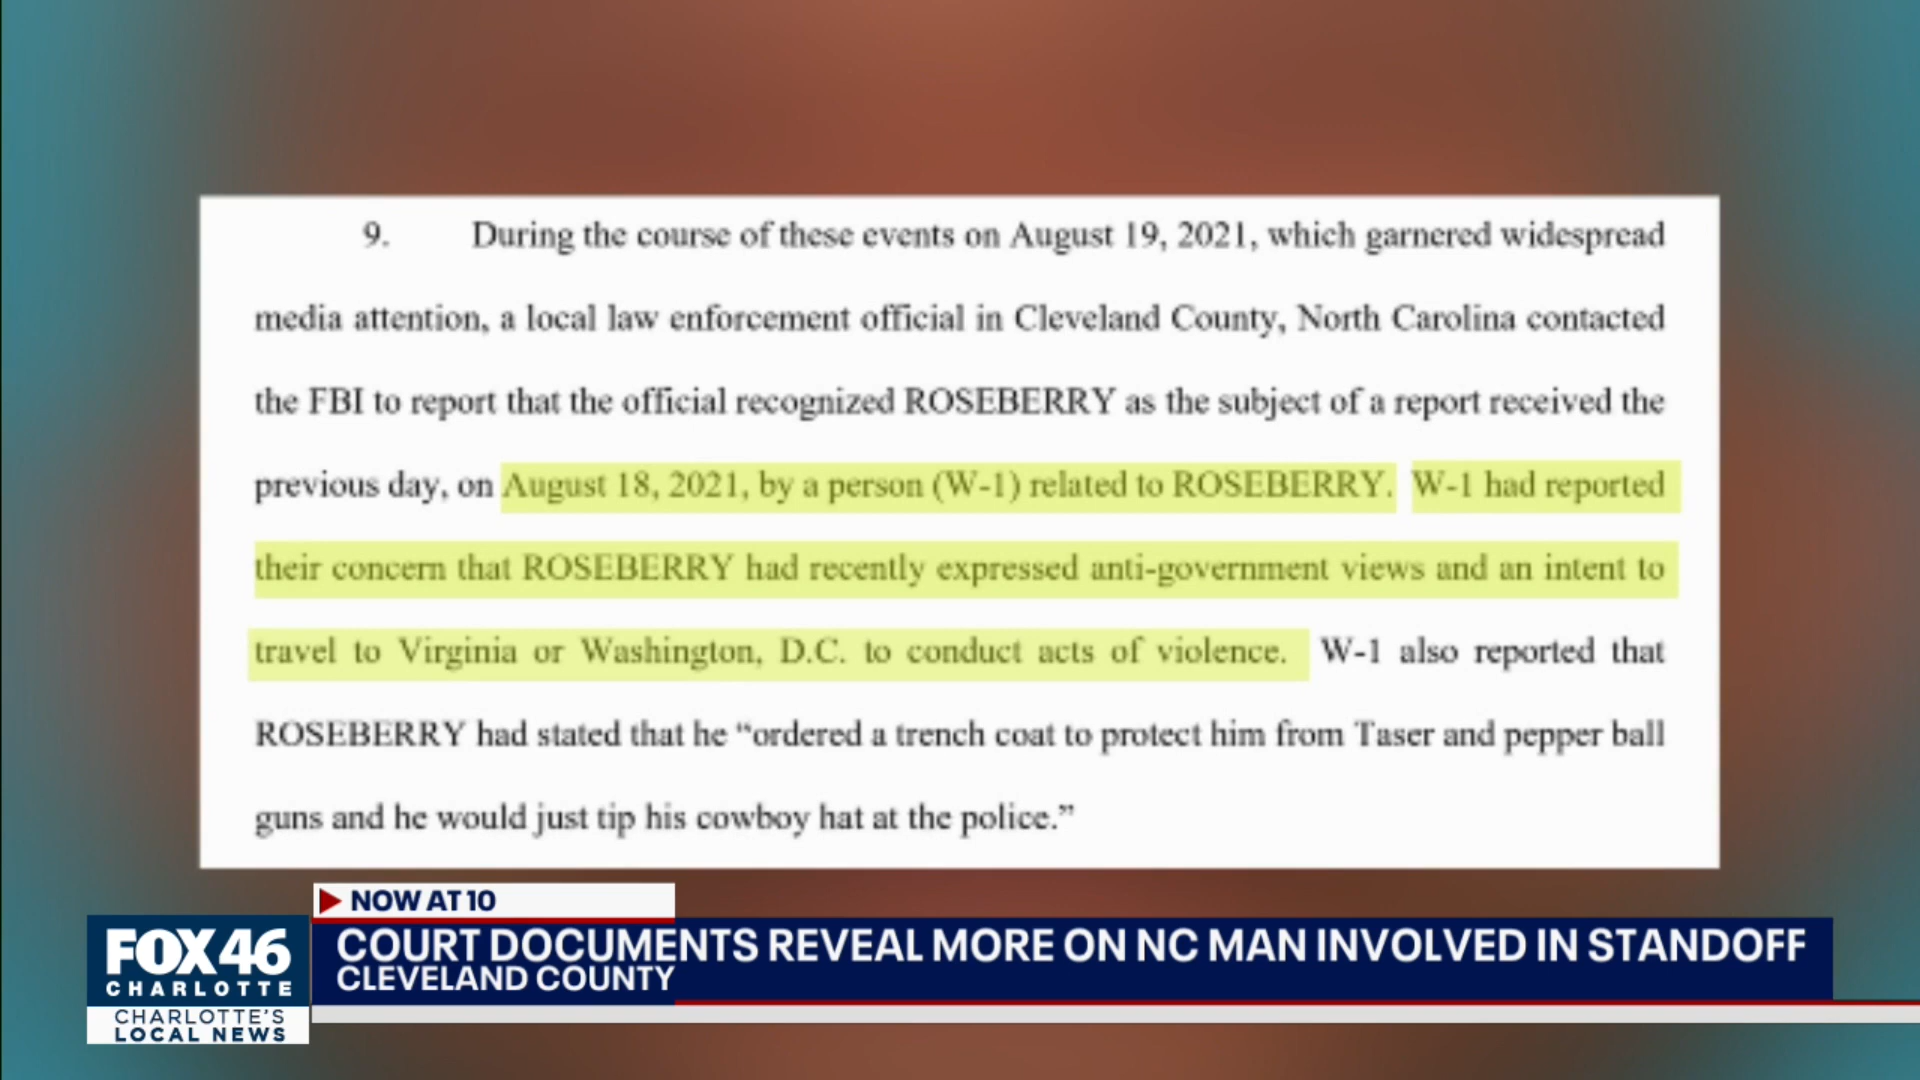 9. During the course of these events on August 19, 2021, which garnered widespread
media attention, a local law enforcement official in Cleveland County, North Carolina contacted
the FBI to report that the official recognized ROSEBERRY as the subject of a report received the
previous day, on August 18, 2021, by a person (W-1) related to ROSEBERRY. W-1 had reported
their concern that ROSEBERRY had recently expressed anti-government views and an intent to
travel to Virginia or Washington, D.C. to conduct acts of violence. W-1 also reported that
ROSEBERRY had stated that he “ordered a trench coat to protect him from Taser and pepper ball
guns and he would just tip his cowboy hat at the police.”
NOW AT 10
COURT DOCUMENTS REVEAL MORE ON NC MAN INVOLVED IN STANDOFF
CLEVELAND COUNTY
FOX 46
CHARLOTTE
CHARLOTTE'S
LOCAL NEWS